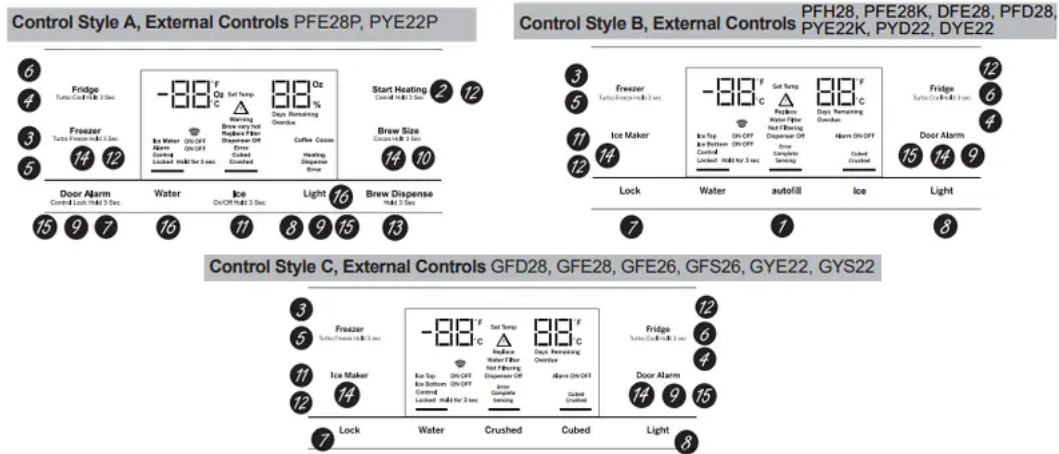 Control Style A, External Controls PFE28P, PYE22P
6
4
Fridge
Turbo Cool Hold 3 Sec
3
Freezer
Turbo Freeze Hold 3 Sec
14 12
5
-88 °F Oz °C
Set Temp
88 Oz %
Warning
Brew very hot
Replace Filter
Dispenser Off
Error
Cubed
Crushed
Days Remaining
Overdue
Ice Maker ON OFF
Alarm ON OFF
Control
Locked Hold for 3 sec
Coffee Cocoa
Heating
Dispense
Error
Start Heating 2 12
Cancel Hold 3 Sec
Brew Size
Cocoa Hold 3 Sec
14 10
Door Alarm
Control Lock Hold 3 Sec
Water
Ice
On/Off Hold 3 Sec
Light 16
Brew Dispense
Hold 3 Sec
15 9 7 16 11 8 9 15 13
Control Style B, External Controls PFH28, PFE28K, DFE28, PFD28,
PYE22K, PYD22, DYE22
3
5
Freezer
Turbo Freeze Hold 3 sec
11
Ice Maker
12 14
-88 °F °C
Set Temp
88 °F °C
Replace
Water Filter
Not Filtering
Dispenser Off
Error
Complete
Sensing
Days Remaining
Overdue
Ice Top ON OFF
Ice Bottom ON OFF
Control
Locked Hold for 3 sec
Alarm ON OFF
Cubed
Crushed
12
Fridge
Turbo Cool Hold 3 sec
6
4
Door Alarm
15 14 9
Lock Water autofill Ice Light
7 1 8
Control Style C, External Controls GFD28, GFE28, GFE26, GFS26, GYE22, GYS22
3
5
Freezer
Turbo Freeze Hold 3 sec
11
Ice Maker
12 14
-88 °F °C
Set Temp
88 °F °C
Replace
Water Filter
Not Filtering
Dispenser Off
Error
Complete
Sensing
Days Remaining
Overdue
Ice Top ON OFF
Ice Bottom ON OFF
Control
Locked Hold for 3 sec
Alarm ON OFF
Cubed
Crushed
12
Fridge
Turbo Cool Hold 3 sec
6
4
Door Alarm
14 9 15
7 Lock Water Crushed Cubed Light 8